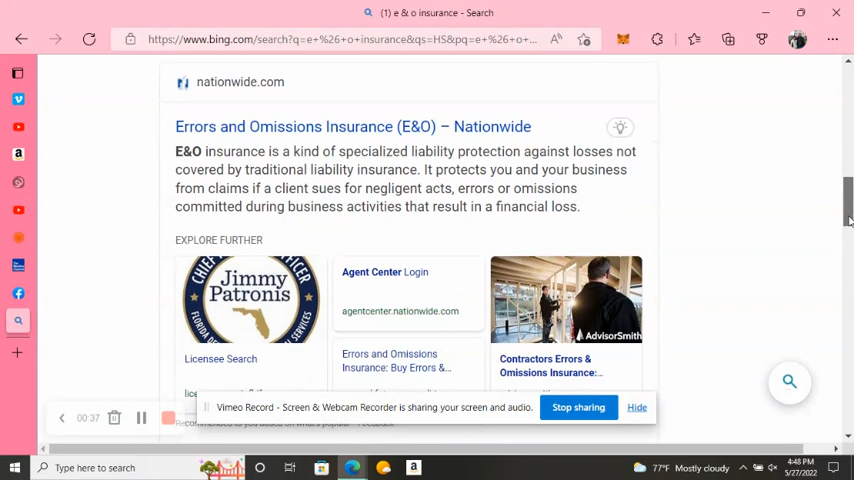 (1) e & o insurance - Search
https://www.bing.com/search?q=e+%26+o+insurance&qs=HS&pq=e+%26+o+...
nationwide.com
Errors and Omissions Insurance (E&O) – Nationwide
E&O insurance is a kind of specialized liability protection against losses not
covered by traditional liability insurance. It protects you and your business
from claims if a client sues for negligent acts, errors or omissions
committed during business activities that result in a financial loss.
EXPLORE FURTHER
CHIEF
OFFICER
Jimmy
PATRONIS
FLORIDA
SERVICES
Licensee Search
Agent Center Login
agentcenter.nationwide.com
Errors and Omissions
Insurance: Buy Errors &...
AdvisorSmith
Contractors Errors &
Omissions Insurance:...
00:37
Vimeo Record - Screen & Webcam Recorder is sharing your screen and audio.
Stop sharing
Hide
Type here to search
77°F Mostly cloudy
4:48 PM
5/27/2022